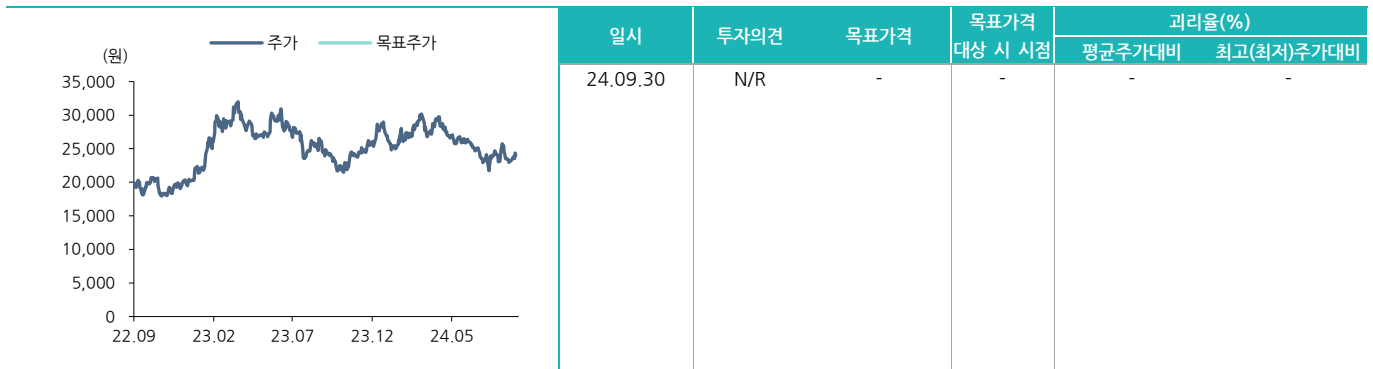 주가 목표주가
(원)
35,000
30,000
25,000
20,000
15,000
10,000
5,000
0
22.09 23.02 23.07 23.12 24.05
일시 투자의견 목표가격 목표가격 대상 시 시점 괴리율(%)
평균주가대비 최고(최저)주가대비
24.09.30 N/R - - - -